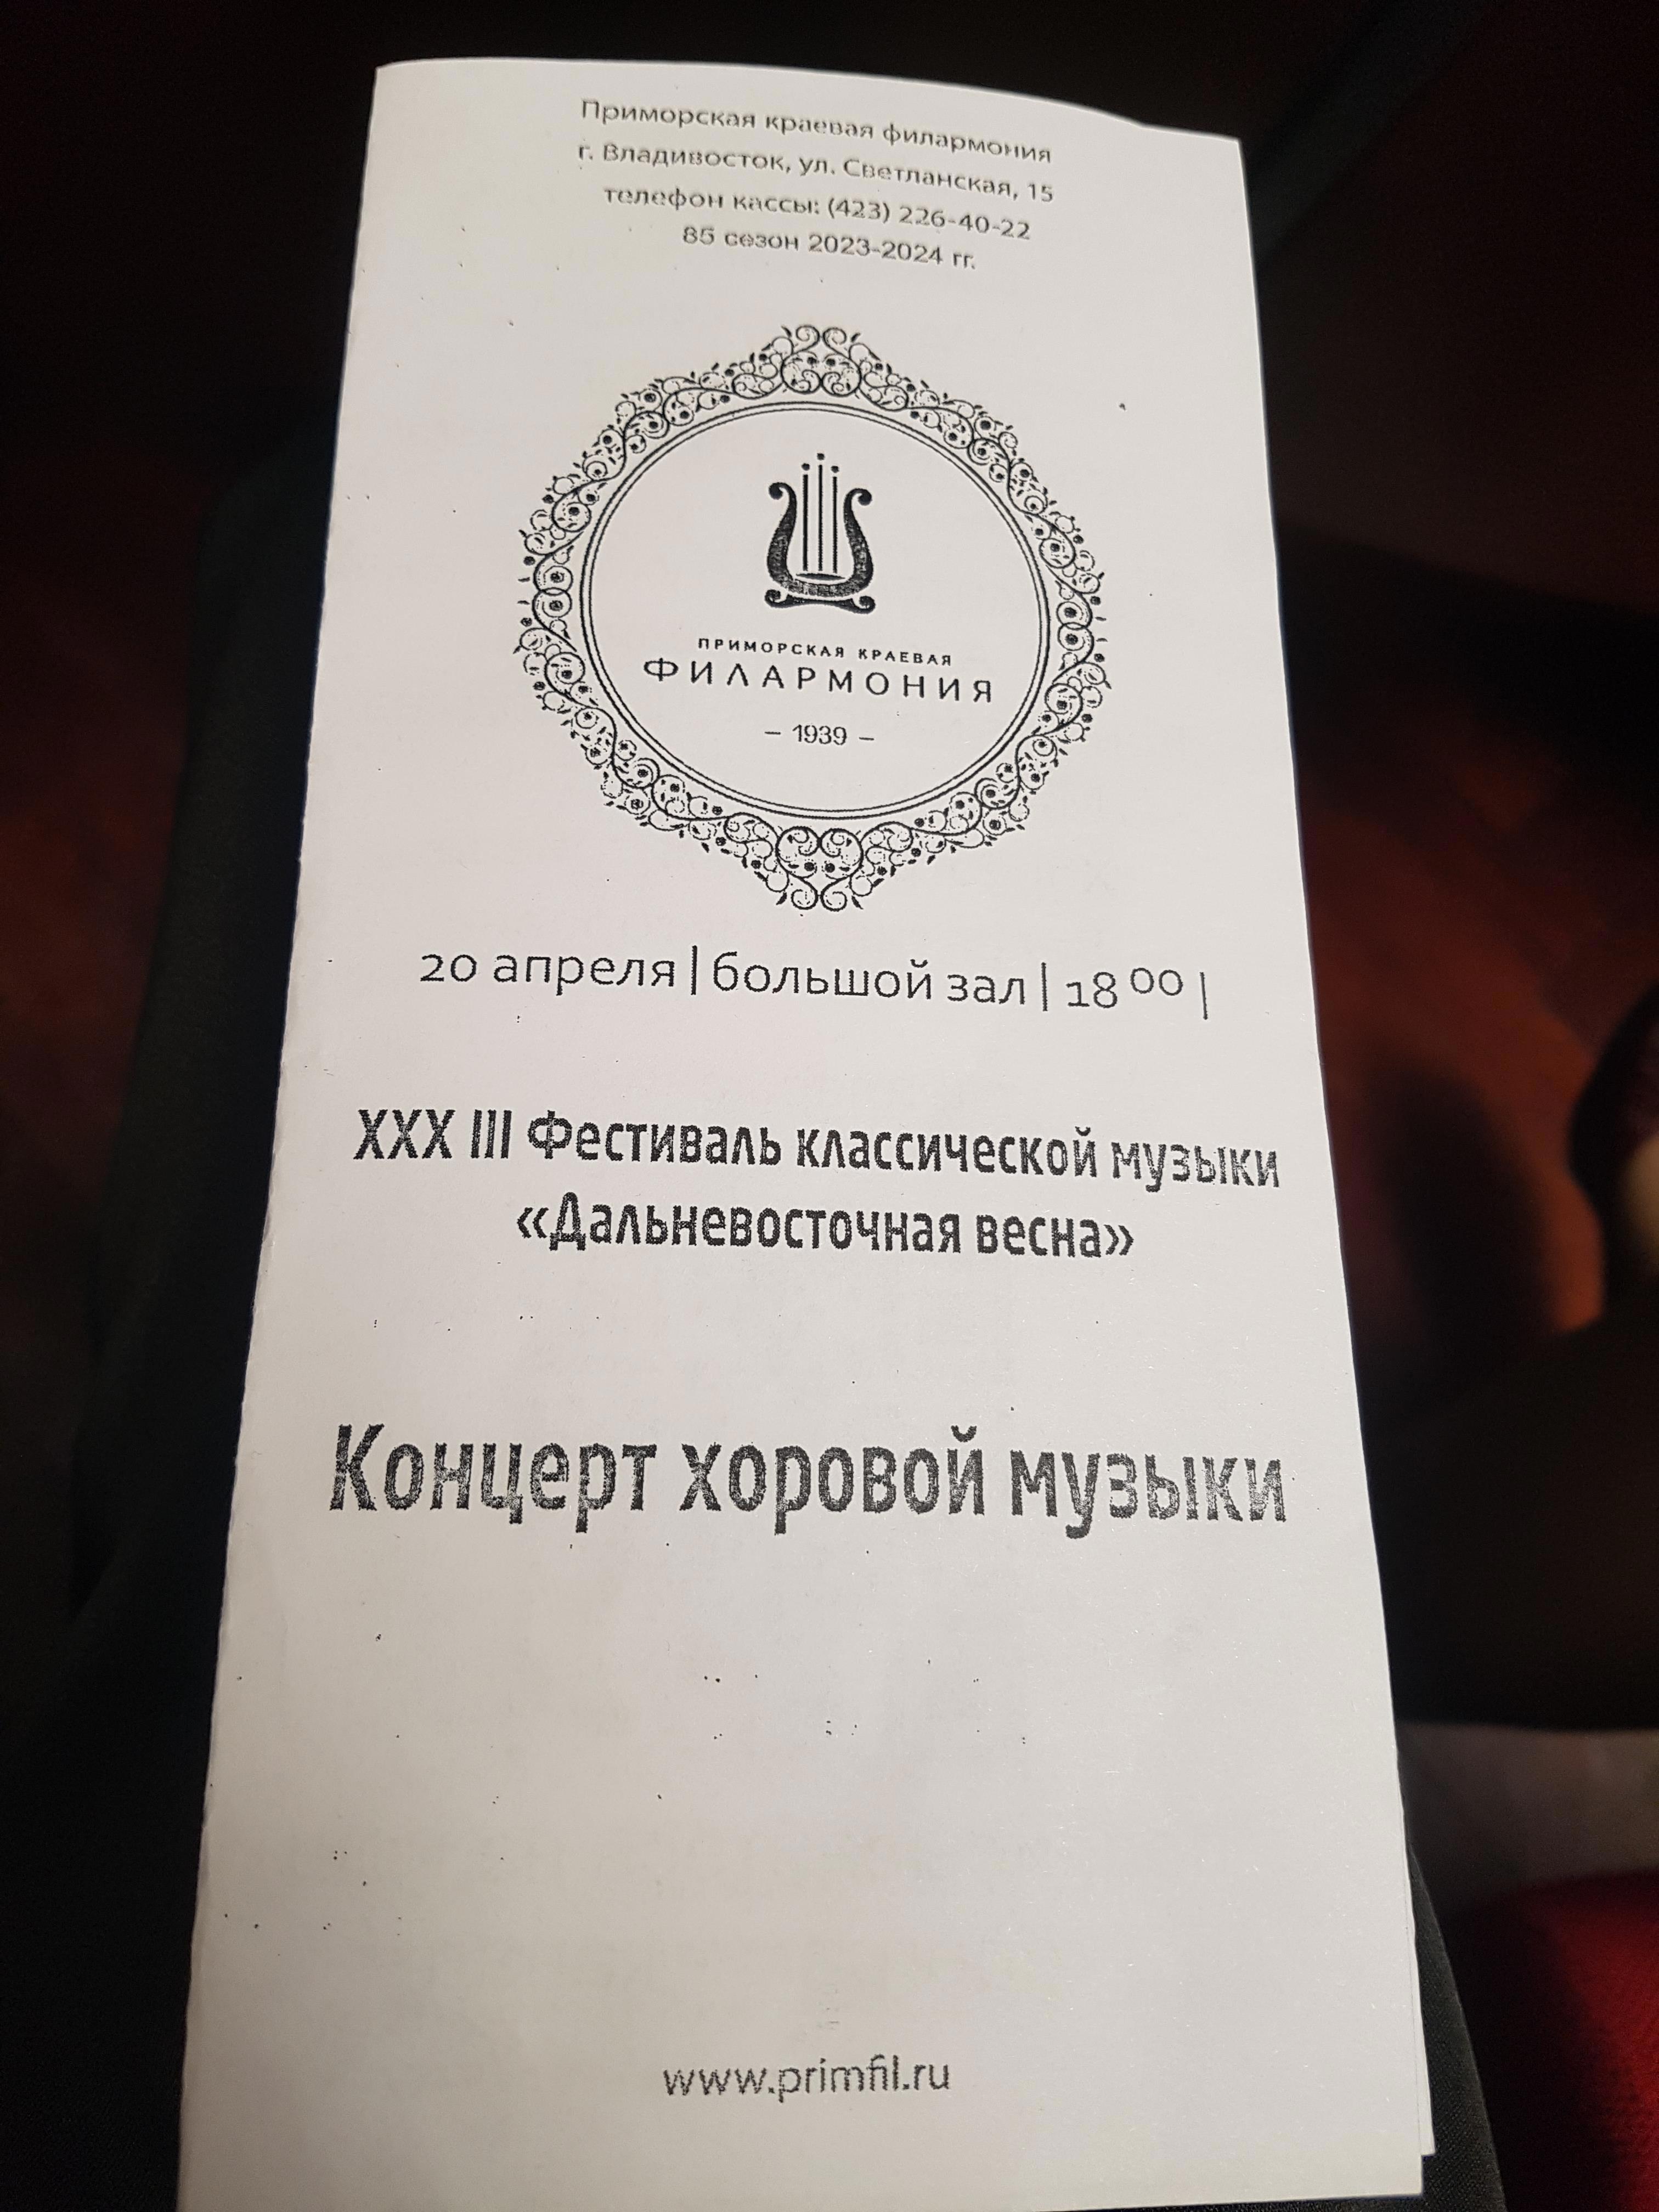 Приморская краевая филармония
г. Владивосток, ул. Светланская, 15
телефон кассы: (423) 226-40-22
85 сезон 2023-2024 гг.
ПРИМОРСКАЯ КРАЕВАЯ
ФИЛАРМОНИЯ
– 1939 –
20 апреля|большой зал| 18 00 |
XXX III Фестиваль классической музыки
«Дальневосточная весна»
Концерт хоровой музыки
www.primfil.ru